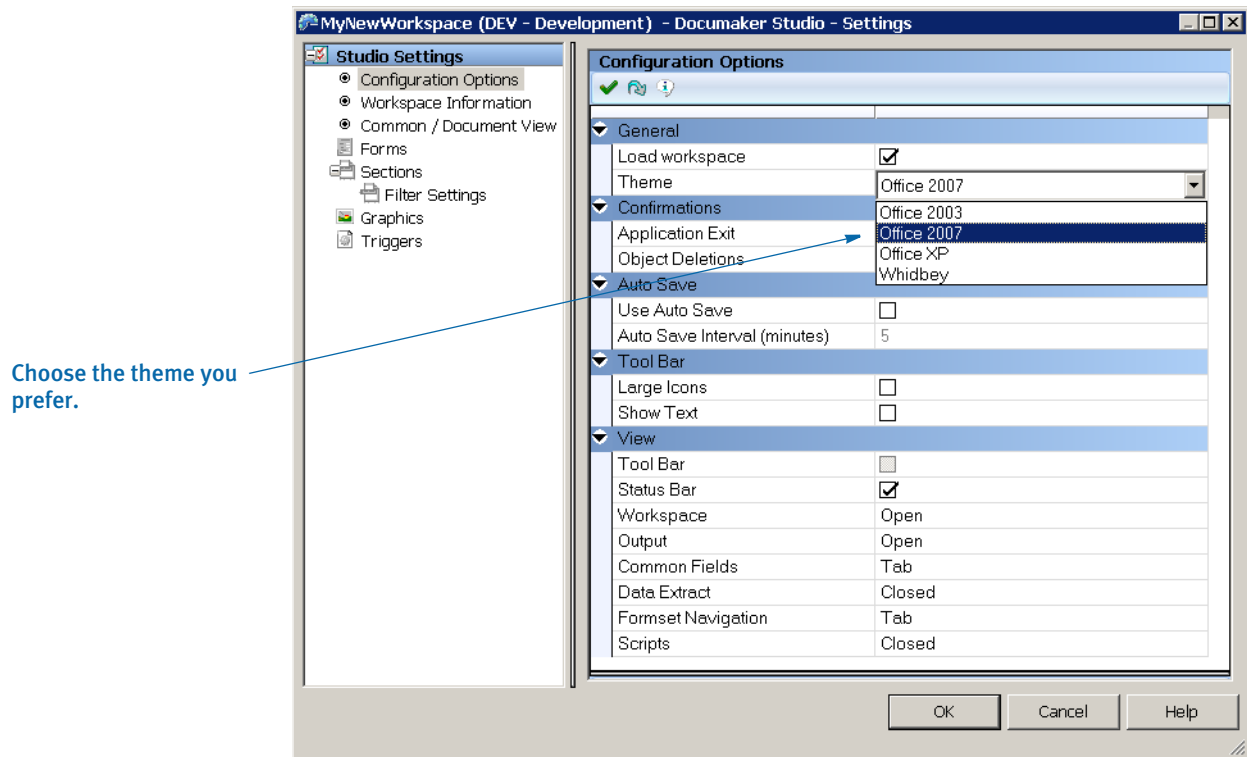 MyNewWorkspace (DEV - Development) - Documaker Studio - Settings
Studio Settings
Configuration Options
Workspace Information
Common / Document View
Forms
Sections
Filter Settings
Graphics
Triggers
Configuration Options
General
Load workspace
Theme Office 2007
Office 2003
Office 2007
Office XP
Whidbey
Confirmations
Application Exit
Object Deletions
Auto Save
Use Auto Save
Auto Save Interval (minutes) 5
Tool Bar
Large Icons
Show Text
View
Tool Bar
Status Bar
Workspace Open
Output Open
Common Fields Tab
Data Extract Closed
Formset Navigation Tab
Scripts Closed
Choose the theme you
prefer.
OK Cancel Help